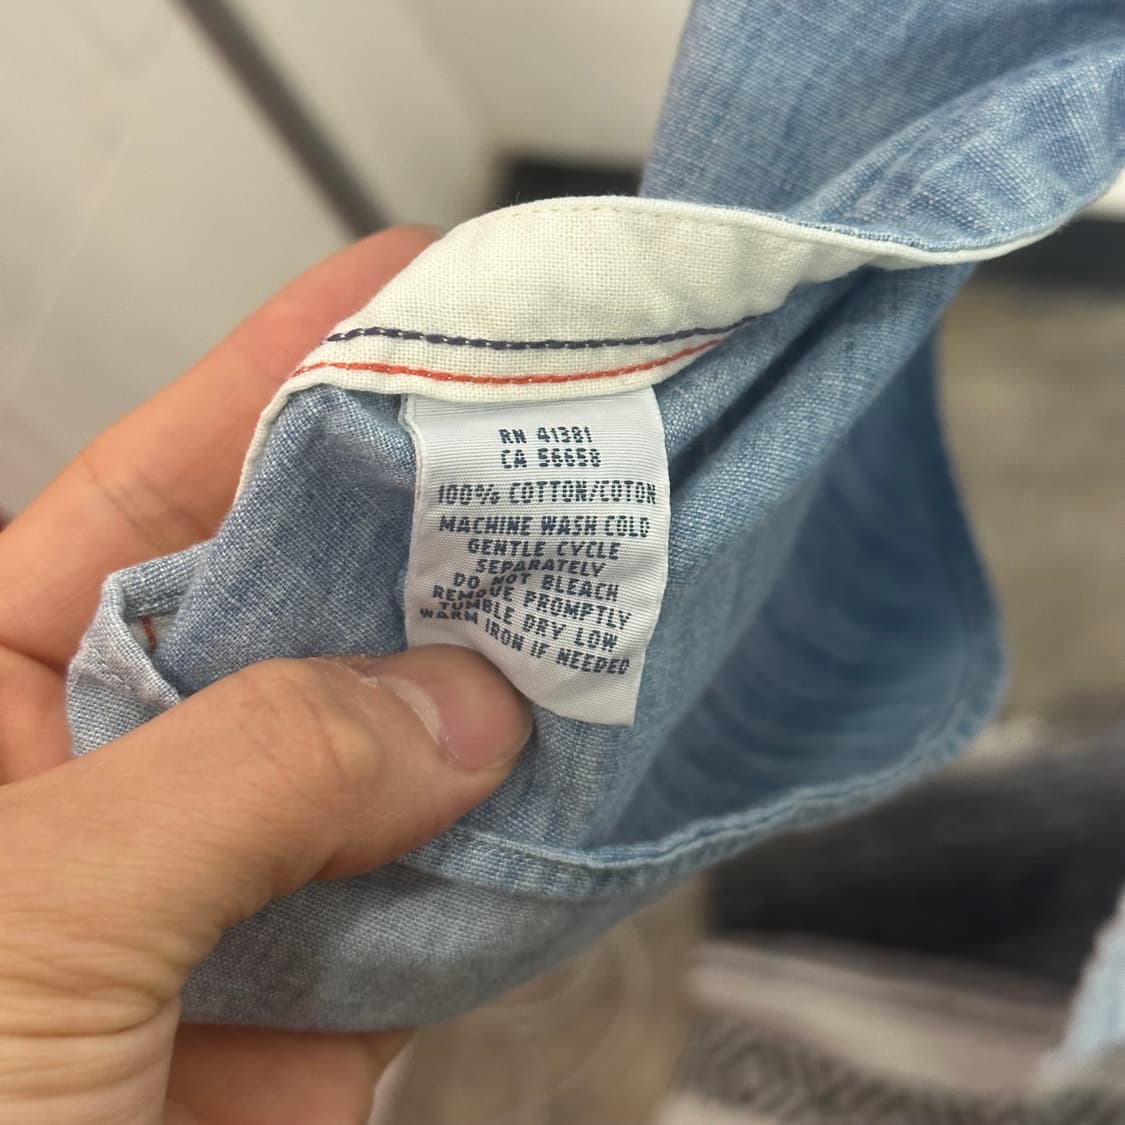 RN 41381
CA 56658
100% COTTON/COTON
MACHINE WASH COLD
GENTLE CYCLE
SEPARATELY
DO NOT BLEACH
REMOVE PROMPTLY
TUMBLE DRY LOW
WARM IRON IF NEEDED